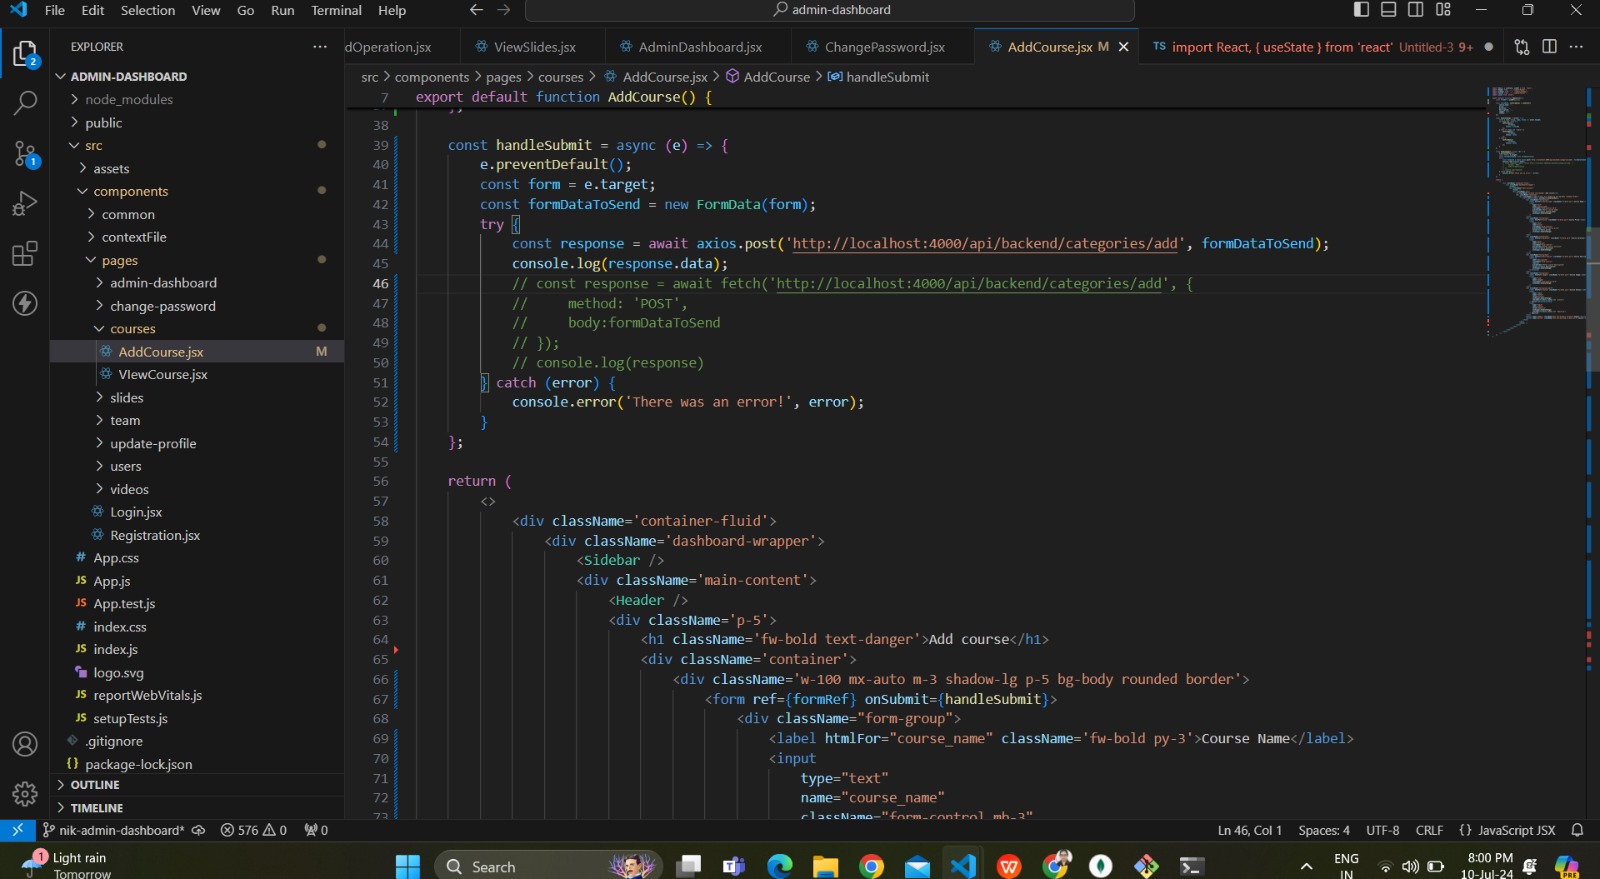 File Edit Selection View Go Run Terminal Help
admin-dashboard
EXPLORER
dOperation.jsx
ViewSlides.jsx
AdminDashboard.jsx
ChangePassword.jsx
AddCourse.jsx M
TS import React, { useState } from 'react' Untitled-3 9+
src > components > pages > courses > AddCourse.jsx > AddCourse > handleSubmit
ADMIN-DASHBOARD
node_modules
public
src
assets
components
common
contextFile
pages
admin-dashboard
change-password
courses
AddCourse.jsx M
VIewCourse.jsx
slides
team
update-profile
users
videos
Login.jsx
Registration.jsx
# App.css
JS App.js
JS App.test.js
# index.css
JS index.js
logo.svg
JS reportWebVitals.js
JS setupTests.js
.gitignore
{} package-lock.json
OUTLINE
TIMELINE
2
1
7 export default function AddCourse() {
38
39 const handleSubmit = async (e) => {
40 e.preventDefault();
41 const form = e.target;
42 const formDataToSend = new FormData(form);
43 try {
44 const response = await axios.post('http://localhost:4000/api/backend/categories/add', formDataToSend);
45 console.log(response.data);
46 // const response = await fetch('http://localhost:4000/api/backend/categories/add', {
47 // method: 'POST',
48 // body:formDataToSend
49 // });
50 // console.log(response)
51 } catch (error) {
52 console.error('There was an error!', error);
53 }
54 };
55
56 return (
57 <>
58 <div className='container-fluid'>
59 <div className='dashboard-wrapper'>
60 <Sidebar />
61 <div className='main-content'>
62 <Header />
63 <div className='p-5'>
64 <h1 className='fw-bold text-danger'>Add course</h1>
65 <div className='container'>
66 <div className='w-100 mx-auto m-3 shadow-lg p-5 bg-body rounded border'>
67 <form ref={formRef} onSubmit={handleSubmit}>
68 <div className="form-group">
69 <label htmlFor="course_name" className='fw-bold py-3'>Course Name</label>
70 <input
71 type="text"
72 name="course_name"
73 className="form-control mb-3"
nik-admin-dashboard* 576 0 0
Ln 46, Col 1 Spaces: 4 UTF-8 CRLF {} JavaScript JSX
1 Light rain
Tomorrow
Search
ENG
IN
8:00 PM
10-Jul-24
PRE